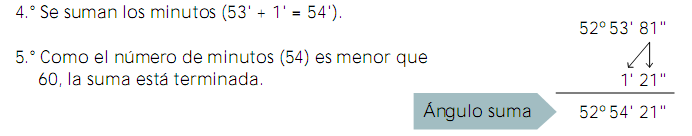 4.° Se suman los minutos (53' + 1' = 54').
5.° Como el número de minutos (54) es menor que
60, la suma está terminada.
52° 53' 81"
1' 21"
Ángulo suma
52° 54' 21"